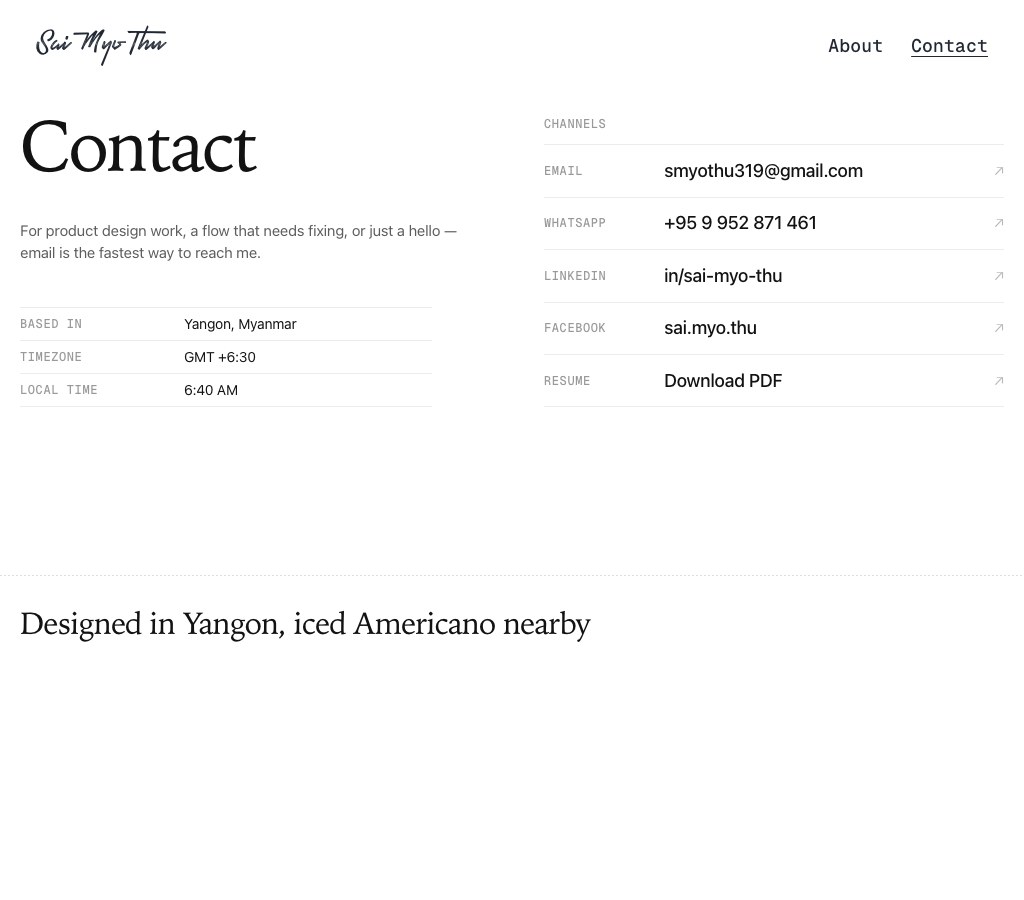 Sai Myo Thu
About
Contact
Contact
For product design work, a flow that needs fixing, or just a hello —
email is the fastest way to reach me.
BASED IN Yangon, Myanmar
TIMEZONE GMT +6:30
LOCAL TIME 6:40 AM
CHANNELS
EMAIL smyothu319@gmail.com
WHATSAPP +95 9 952 871 461
LINKEDIN in/sai-myo-thu
FACEBOOK sai.myo.thu
RESUME Download PDF
Designed in Yangon, iced Americano nearby